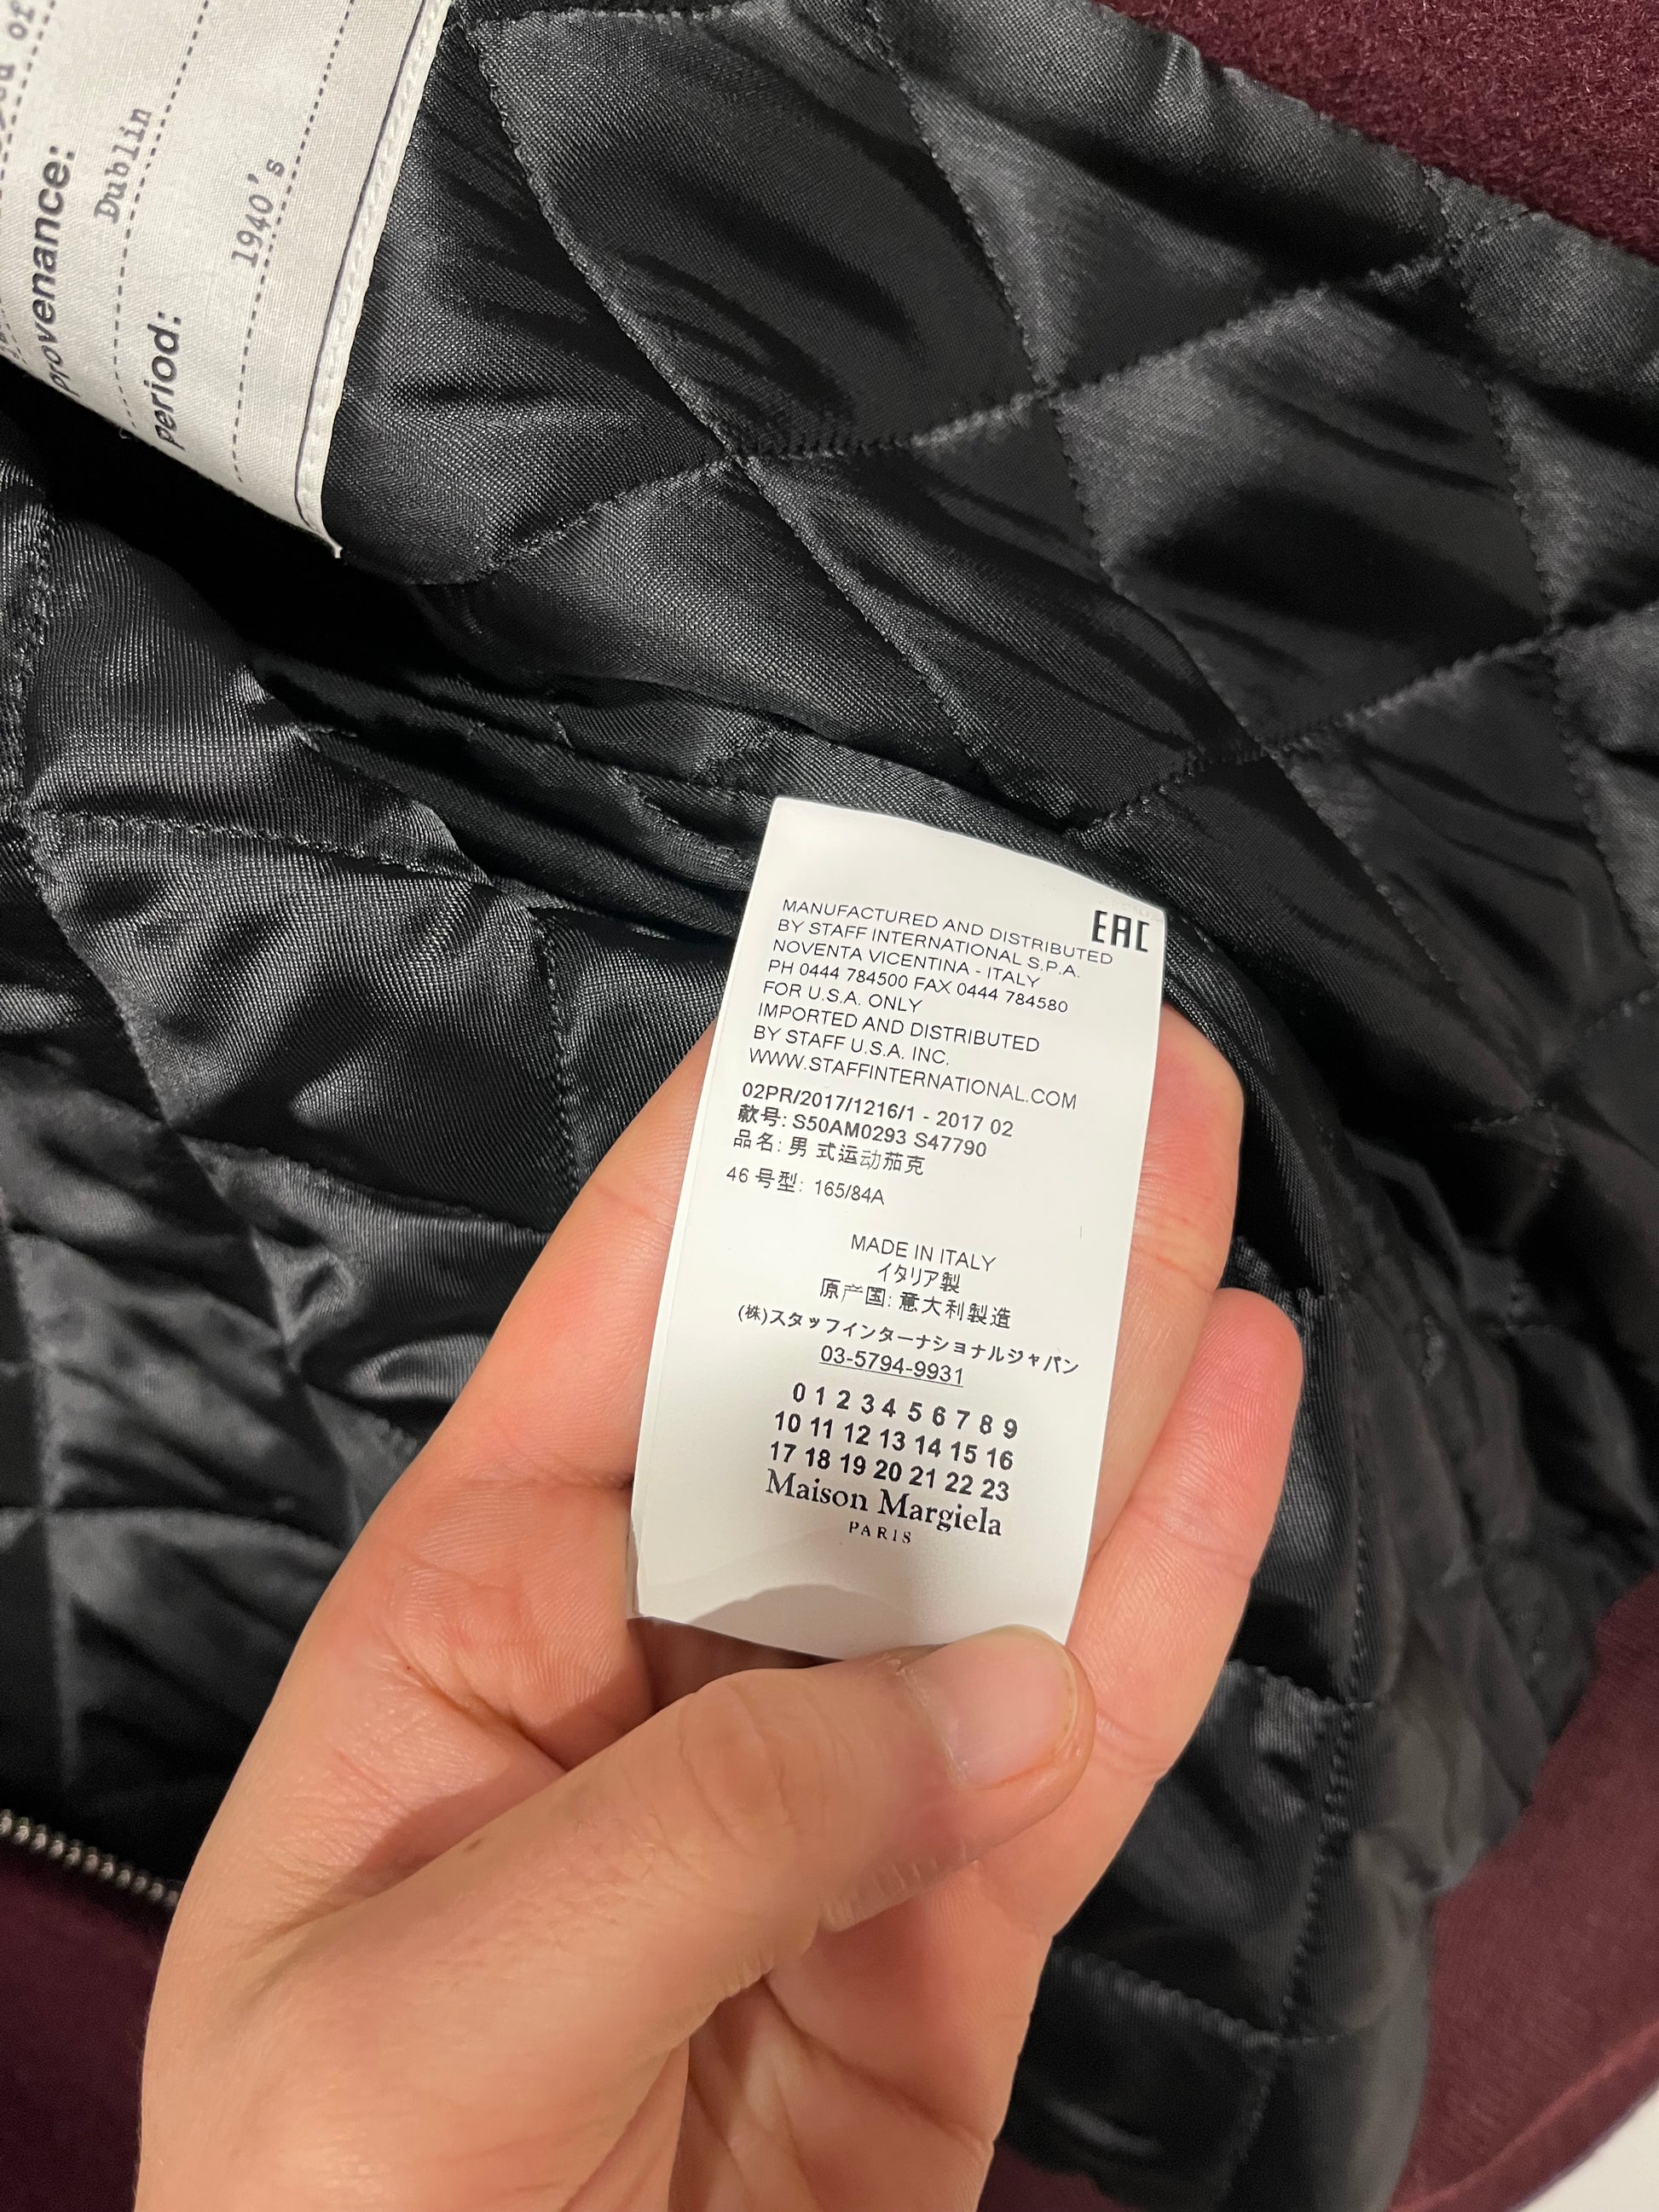 provenance:
Dublin
period:
1940's
EAC
MANUFACTURED AND DISTRIBUTED
BY STAFF INTERNATIONAL S.P.A.
NOVENTA VICENTINA - ITALY
PH 0444 784500 FAX 0444 784580
FOR U.S.A. ONLY
IMPORTED AND DISTRIBUTED
BY STAFF U.S.A. INC.
WWW.STAFFINTERNATIONAL.COM
02PR/2017/1216/1 - 2017 02
款号: S50AM0293 S47790
品名: 男 式运动茄克
46 号型: 165/84A
MADE IN ITALY
イタリア製
原产国: 意大利製造
(株)スタッフインターナショナルジャパン
03-5794-9931
0 1 2 3 4 5 6 7 8 9
10 11 12 13 14 15 16
17 18 19 20 21 22 23
Maison Margiela
PARIS